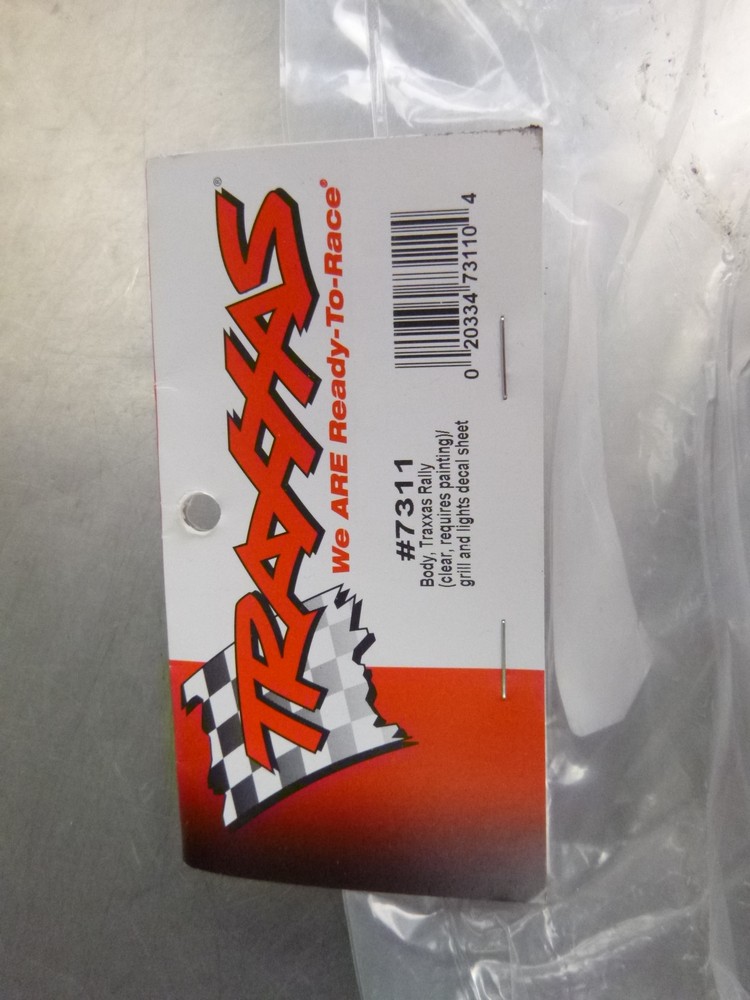 TRAXXAS®
We ARE Ready-To-Race®
#7311
Body, Traxxas Rally
(clear, requires painting)/
grill and lights decal sheet
0 20334 73110 4